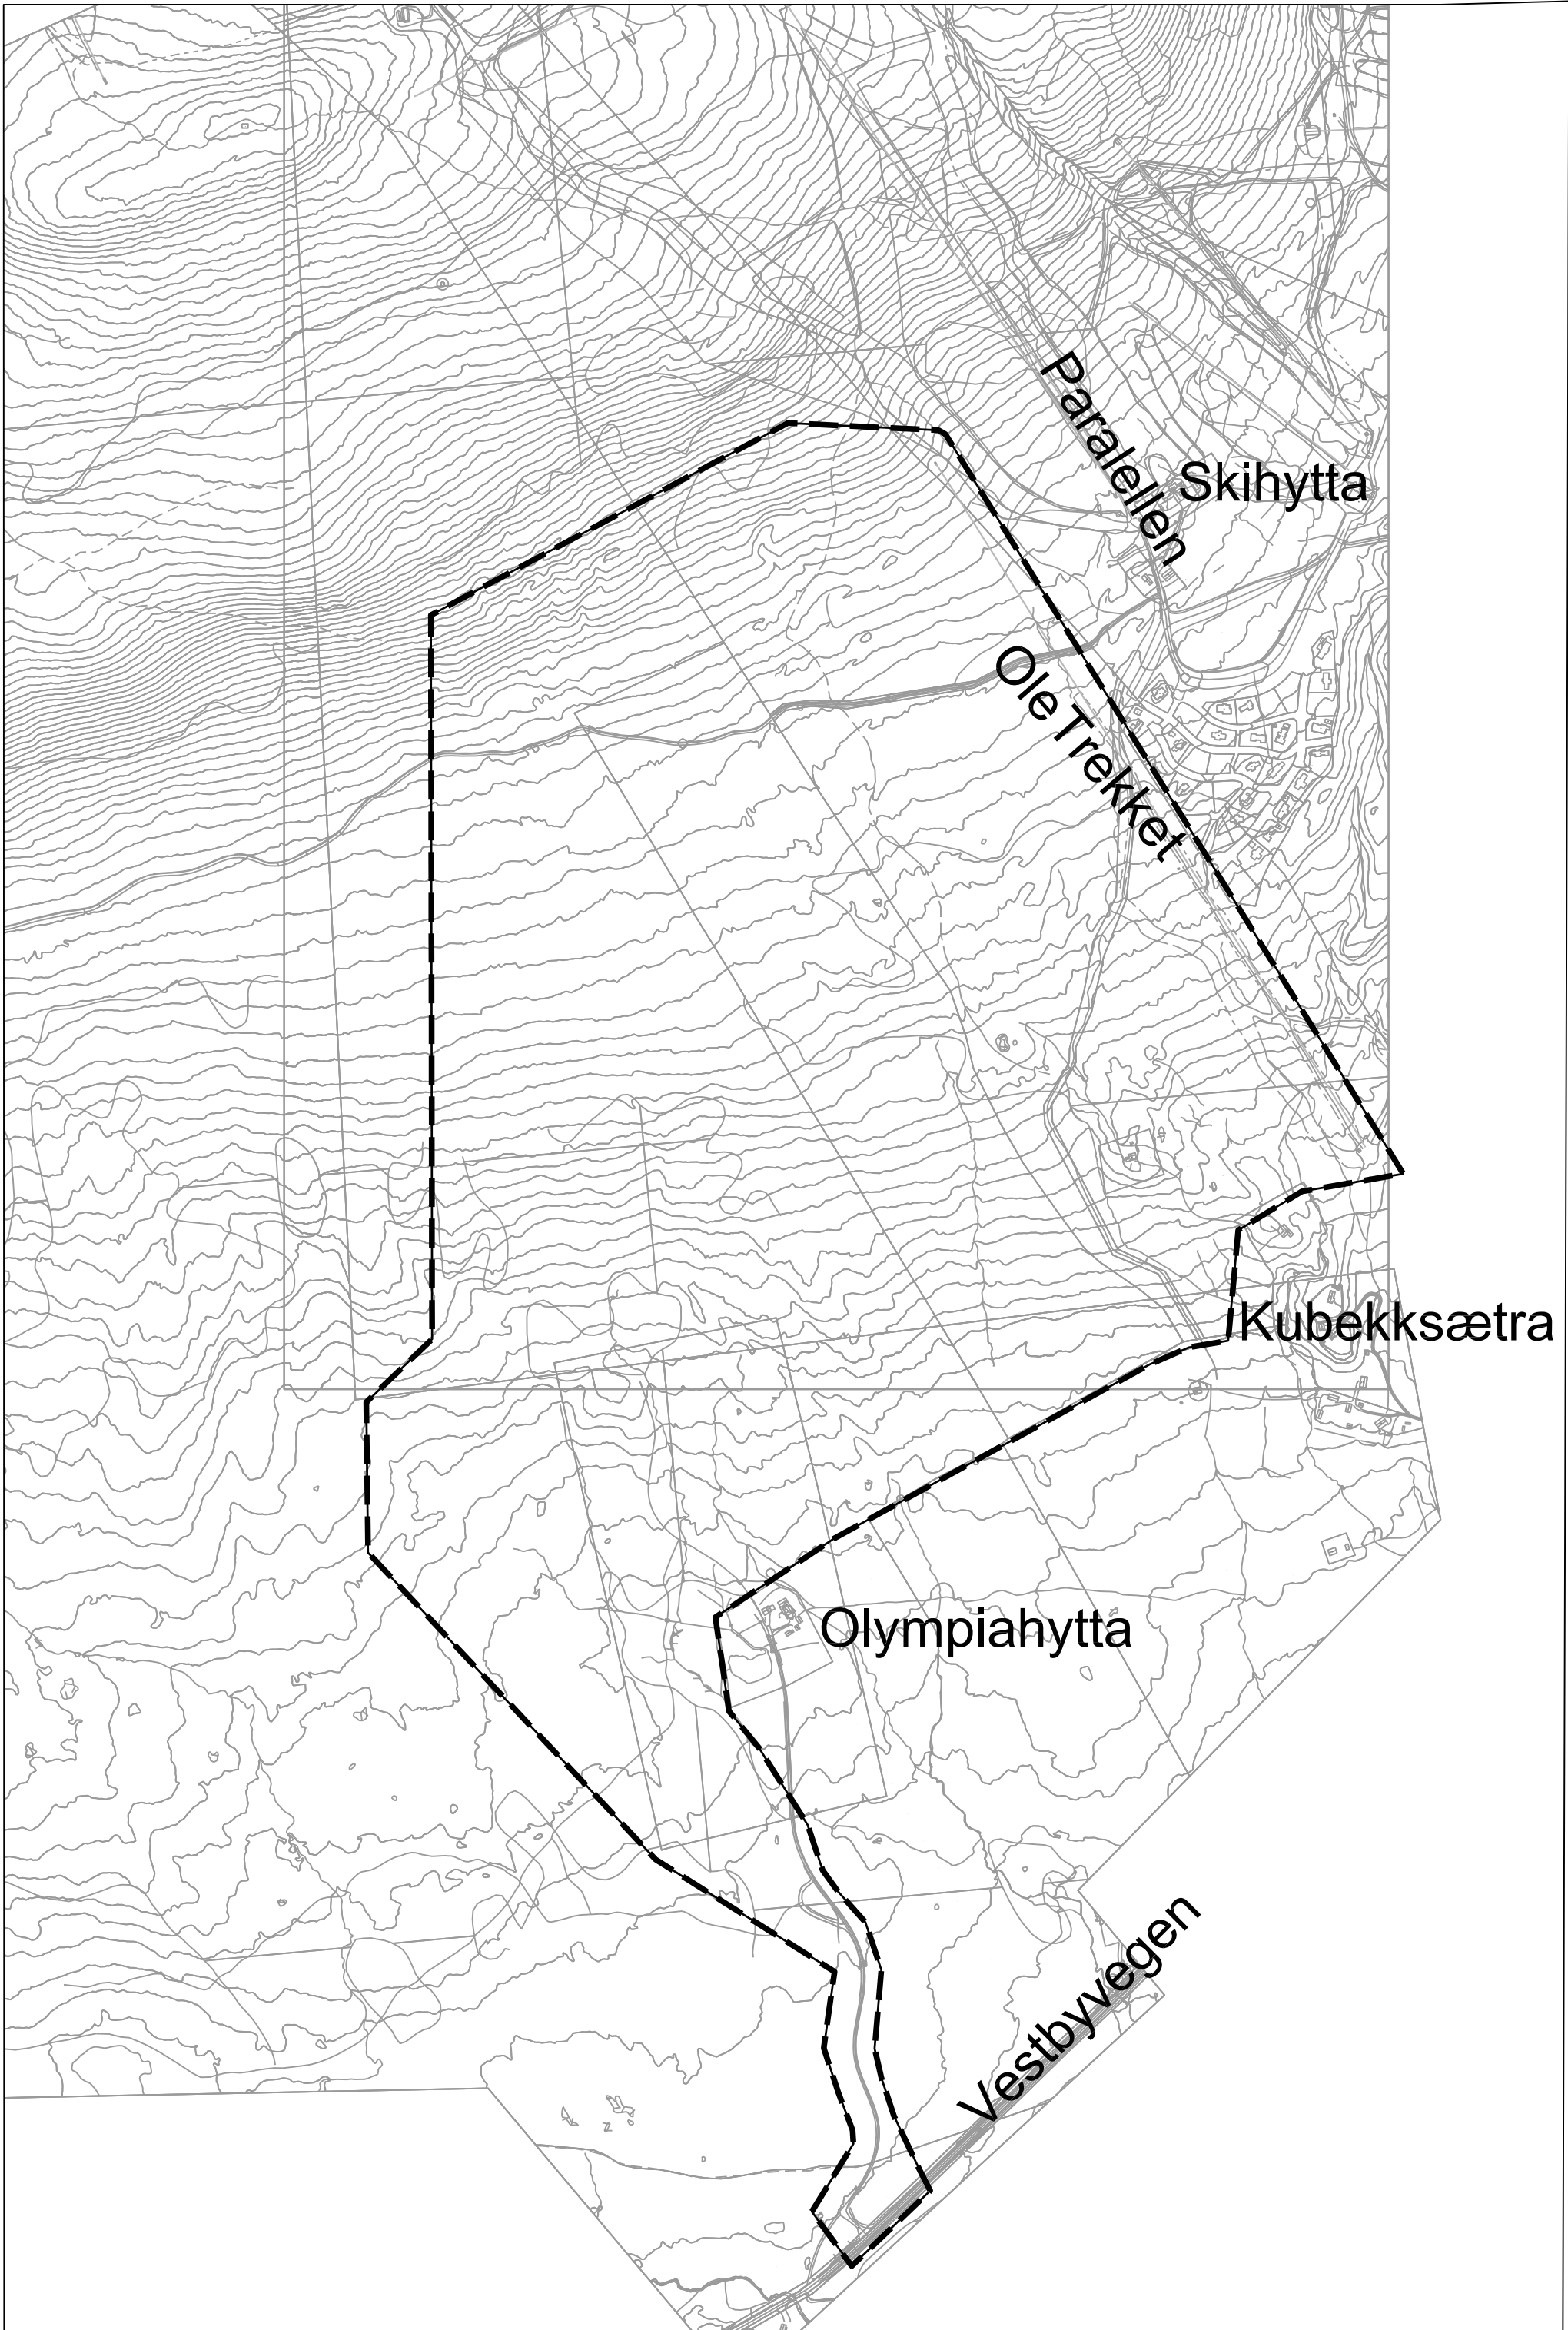 Paralellen
Skihytta
Ole Trekket
Kubekksætra
Olympiahytta
Vestbyvegen